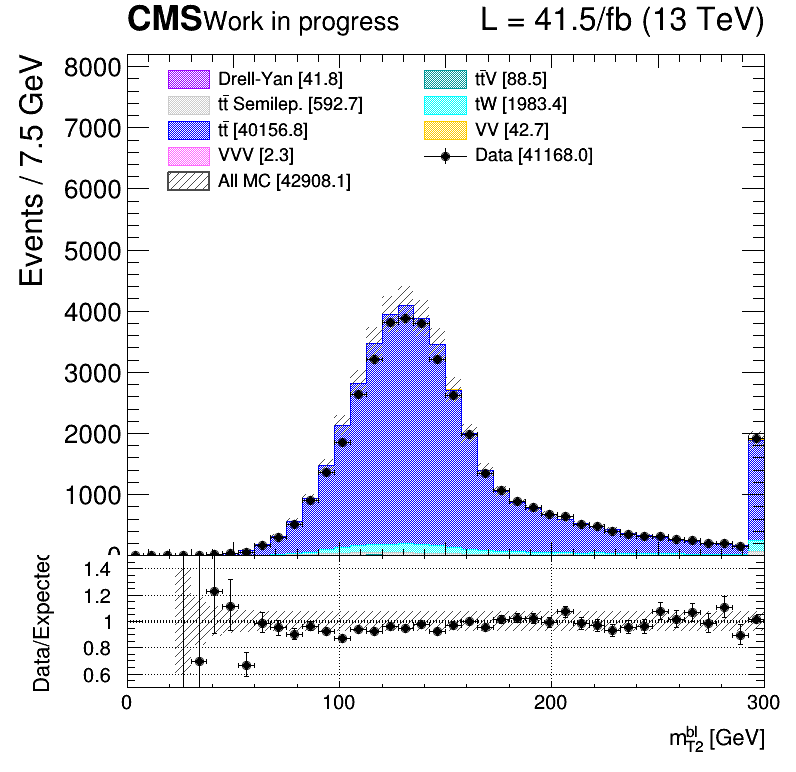 CMS Work in progress L = 41.5/fb (13 TeV)
Events / 7.5 GeV
8000
7000
6000
5000
4000
3000
2000
1000
0
Drell-Yan [41.8]
tt̄ Semilep. [592.7]
tt̄ [40156.8]
VVV [2.3]
All MC [42908.1]
tt̄V [88.5]
tW [1983.4]
VV [42.7]
Data [41168.0]
Data/Expected
1.4
1.2
1
0.8
0.6
0 100 200 300
m_{T2}^{bl} [GeV]